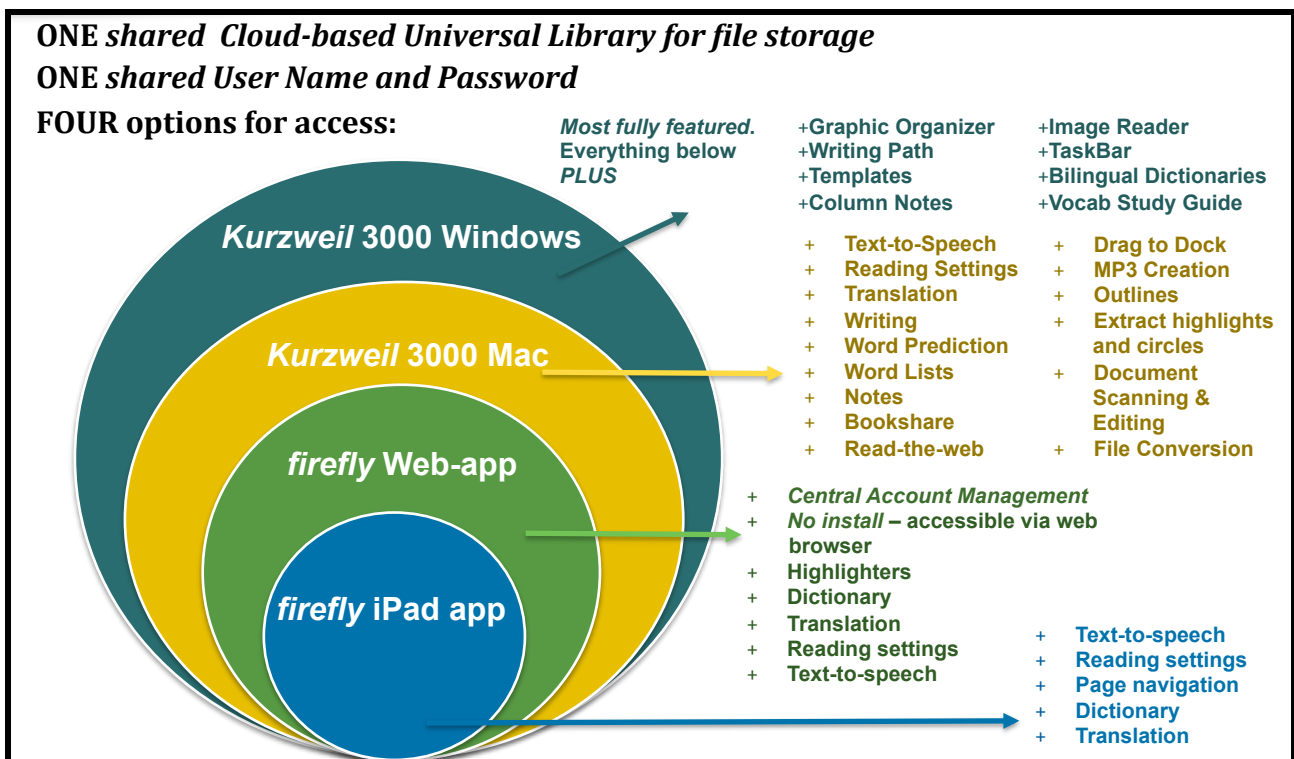 ONE shared Cloud-based Universal Library for file storage
ONE shared User Name and Password
FOUR options for access:
Most fully featured.
Everything below
PLUS
+Graphic Organizer
+Writing Path
+Templates
+Column Notes
+Image Reader
+TaskBar
+Bilingual Dictionaries
+Vocab Study Guide
Kurzweil 3000 Windows
+ Text-to-Speech
+ Reading Settings
+ Translation
+ Writing
+ Word Prediction
+ Word Lists
+ Notes
+ Bookshare
+ Read-the-web
+ Drag to Dock
+ MP3 Creation
+ Outlines
+ Extract highlights
and circles
+ Document
Scanning &
Editing
+ File Conversion
Kurzweil 3000 Mac
firefly Web-app
+ Central Account Management
+ No install – accessible via web
browser
+ Highlighters
+ Dictionary
+ Translation
+ Reading settings
+ Text-to-speech
firefly iPad app
+ Text-to-speech
+ Reading settings
+ Page navigation
+ Dictionary
+ Translation